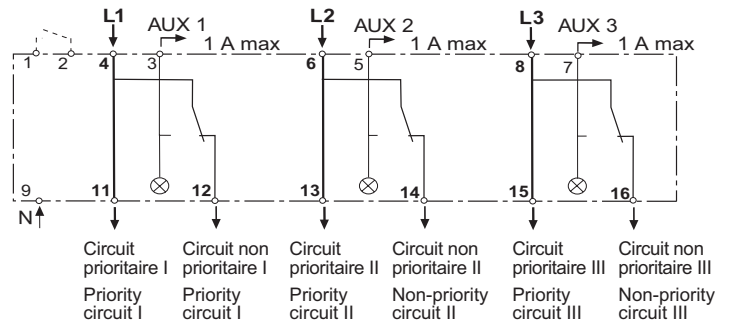 L1 AUX 1 L2 AUX 2 L3 AUX 3
1 A max 1 A max 1 A max
1 2 4 3 6 5 8 7
9 11 12 13 14 15 16
N
Circuit prioritaire I
Circuit non prioritaire I
Circuit prioritaire II
Circuit non prioritaire II
Circuit prioritaire III
Circuit non prioritaire III
Priority circuit I
Priority circuit I
Priority circuit II
Non-priority circuit II
Priority circuit III
Non-priority circuit III